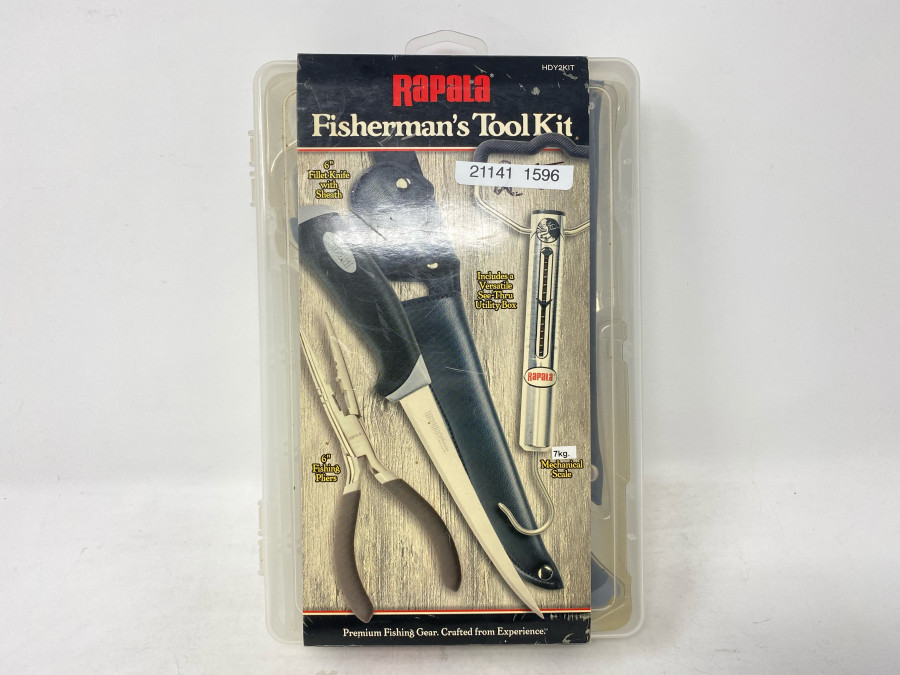 HDY2KIT
RAPALA
Fisherman's Tool Kit
6"
Fillet Knife
with
Sheath
21141 1596
Includes a
Versatile
See-Thru
Utility Box
RAPALA
7kg.
Mechanical
Scale
6"
Fishing
Pliers
Premium Fishing Gear. Crafted from Experience.™